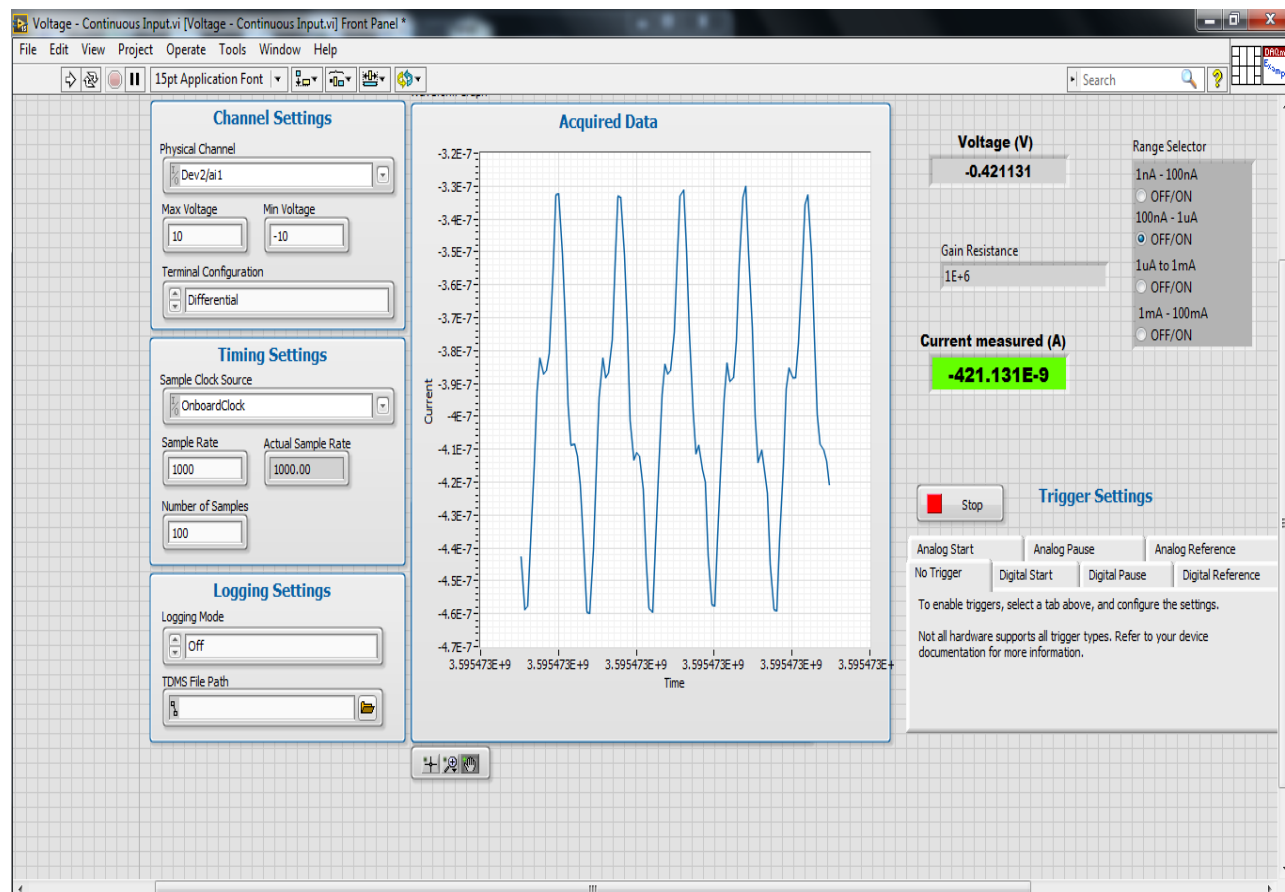 Voltage - Continuous Input.vi [Voltage - Continuous Input.vi] Front Panel *
File Edit View Project Operate Tools Window Help
15pt Application Font
Search
Channel Settings
Physical Channel
Dev2/ai1
Max Voltage Min Voltage
10 -10
Terminal Configuration
Differential
Timing Settings
Sample Clock Source
OnboardClock
Sample Rate Actual Sample Rate
1000 1000.00
Number of Samples
100
Logging Settings
Logging Mode
Off
TDMS File Path
Acquired Data
-3.2E-7
-3.3E-7
-3.4E-7
-3.5E-7
-3.6E-7
-3.7E-7
-3.8E-7
-3.9E-7
-4E-7
-4.1E-7
-4.2E-7
-4.3E-7
-4.4E-7
-4.5E-7
-4.6E-7
-4.7E-7
Current
3.595473E+9 3.595473E+9 3.595473E+9 3.595473E+9 3.595473E+9 3.595473E+
Time
Voltage (V)
-0.421131
Gain Resistance
1E+6
Current measured (A)
-421.131E-9
Range Selector
1nA - 100nA
OFF/ON
100nA - 1uA
OFF/ON
1uA to 1mA
OFF/ON
1mA - 100mA
OFF/ON
Stop
Trigger Settings
Analog Start Analog Pause Analog Reference
No Trigger Digital Start Digital Pause Digital Reference
To enable triggers, select a tab above, and configure the settings.
Not all hardware supports all trigger types. Refer to your device
documentation for more information.